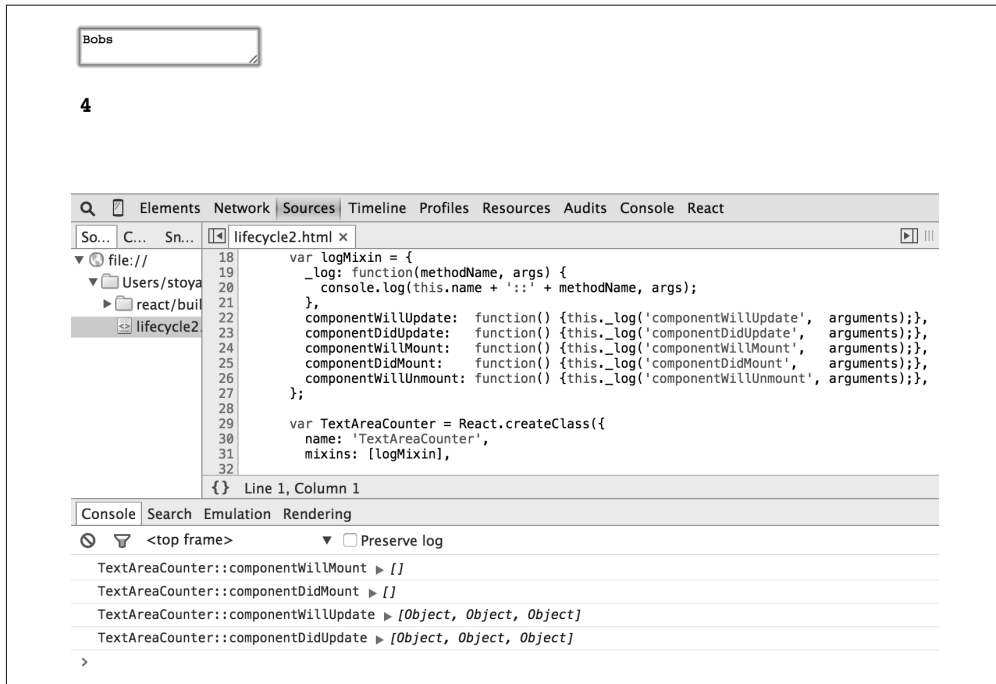 Bobs
4
Elements Network Sources Timeline Profiles Resources Audits Console React
So... C... Sn... lifecycle2.html ×
file://
Users/stoya
react/buil
lifecycle2.
18 var logMixin = {
19 _log: function(methodName, args) {
20 console.log(this.name + '::' + methodName, args);
21 },
22 componentWillUpdate: function() {this._log('componentWillUpdate', arguments);},
23 componentDidUpdate: function() {this._log('componentDidUpdate', arguments);},
24 componentWillMount: function() {this._log('componentWillMount', arguments);},
25 componentDidMount: function() {this._log('componentDidMount', arguments);},
26 componentWillUnmount: function() {this._log('componentWillUnmount', arguments);},
27 };
28
29 var TextAreaCounter = React.createClass({
30 name: 'TextAreaCounter',
31 mixins: [logMixin],
32
{} Line 1, Column 1
Console Search Emulation Rendering
<top frame> ▼ Preserve log
TextAreaCounter::componentWillMount ▶ []
TextAreaCounter::componentDidMount ▶ []
TextAreaCounter::componentWillUpdate ▶ [Object, Object, Object]
TextAreaCounter::componentDidUpdate ▶ [Object, Object, Object]
>